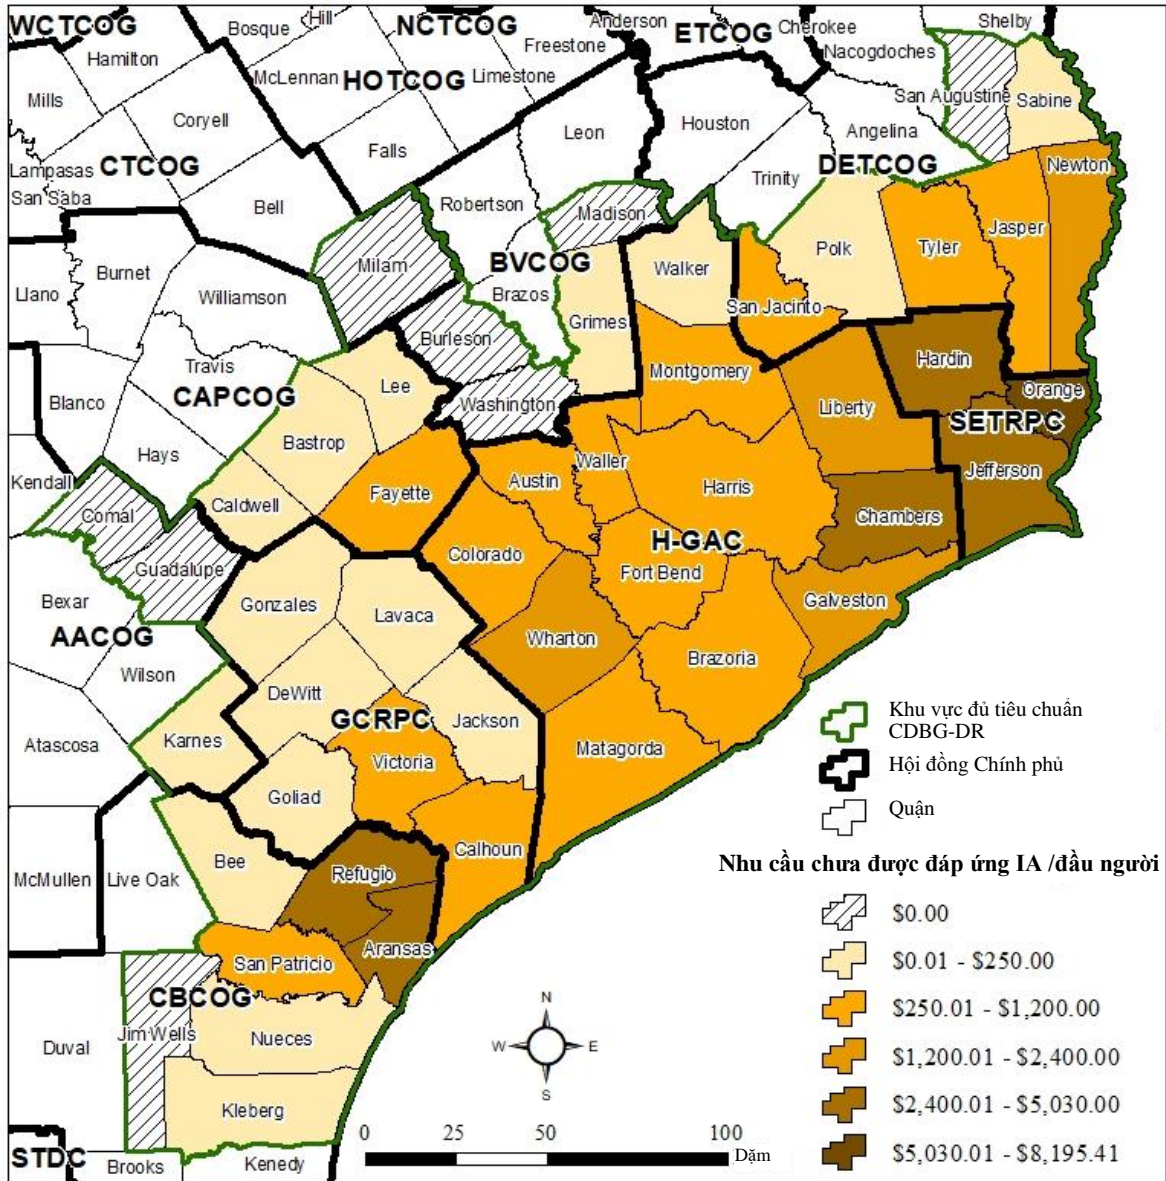 WCTCOG
Hill
Bosque
NCTCOG
Anderson
ETCOG
Cherokee
Shelby
Hamilton
Freestone
Nacogdoches
McLennan
HOTCOG
Limestone
Mills
San Augustine
Sabine
Coryell
Leon
Houston
Angelina
Falls
Lampasas
CTCOG
DETCOG
Newton
San Saba
Bell
Robertson
Trinity
Madison
Jasper
Milam
BVCOG
Walker
Polk
Tyler
Burnet
Llano
Williamson
Brazos
San Jacinto
Grimes
Burleson
Hardin
Travis
Lee
Montgomery
Orange
CAPCOG
Washington
Liberty
SETRPC
Blanco
Bastrop
Hays
Waller
Jefferson
Kendall
Fayette
Austin
Harris
Caldwell
Comal
Chambers
H-GAC
Colorado
Guadalupe
Fort Bend
Bexar
Gonzales
Lavaca
Galveston
AACOG
Wharton
Brazoria
Wilson
DeWitt
GCRPC
Jackson
Karnes
Atascosa
Matagorda
Victoria
Goliad
Calhoun
Bee
Refugio
McMullen
Live Oak
Aransas
San Patricio
CBCOG
Jim Wells
Nueces
Duval
Kleberg
STDC
Brooks
Kenedy
Khu vực đủ tiêu chuẩn
CDBG-DR
Hội đồng Chính phủ
Quận
Nhu cầu chưa được đáp ứng IA /đầu người
$0.00
$0.01 - $250.00
$250.01 - $1,200.00
$1,200.01 - $2,400.00
$2,400.01 - $5,030.00
$5,030.01 - $8,195.41
N
W
E
S
0 25 50 100
Dặm